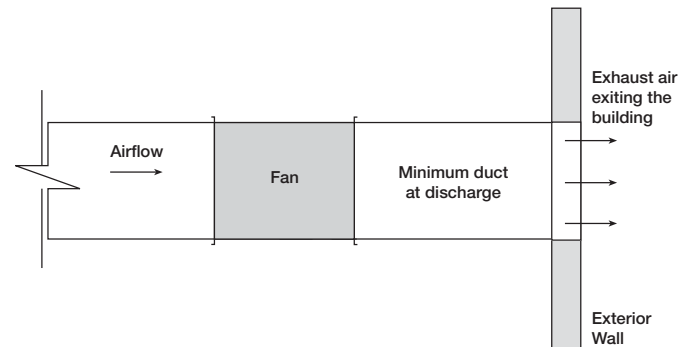 Exhaust air
exiting the
building
Airflow
Fan
Minimum duct
at discharge
Exterior
Wall